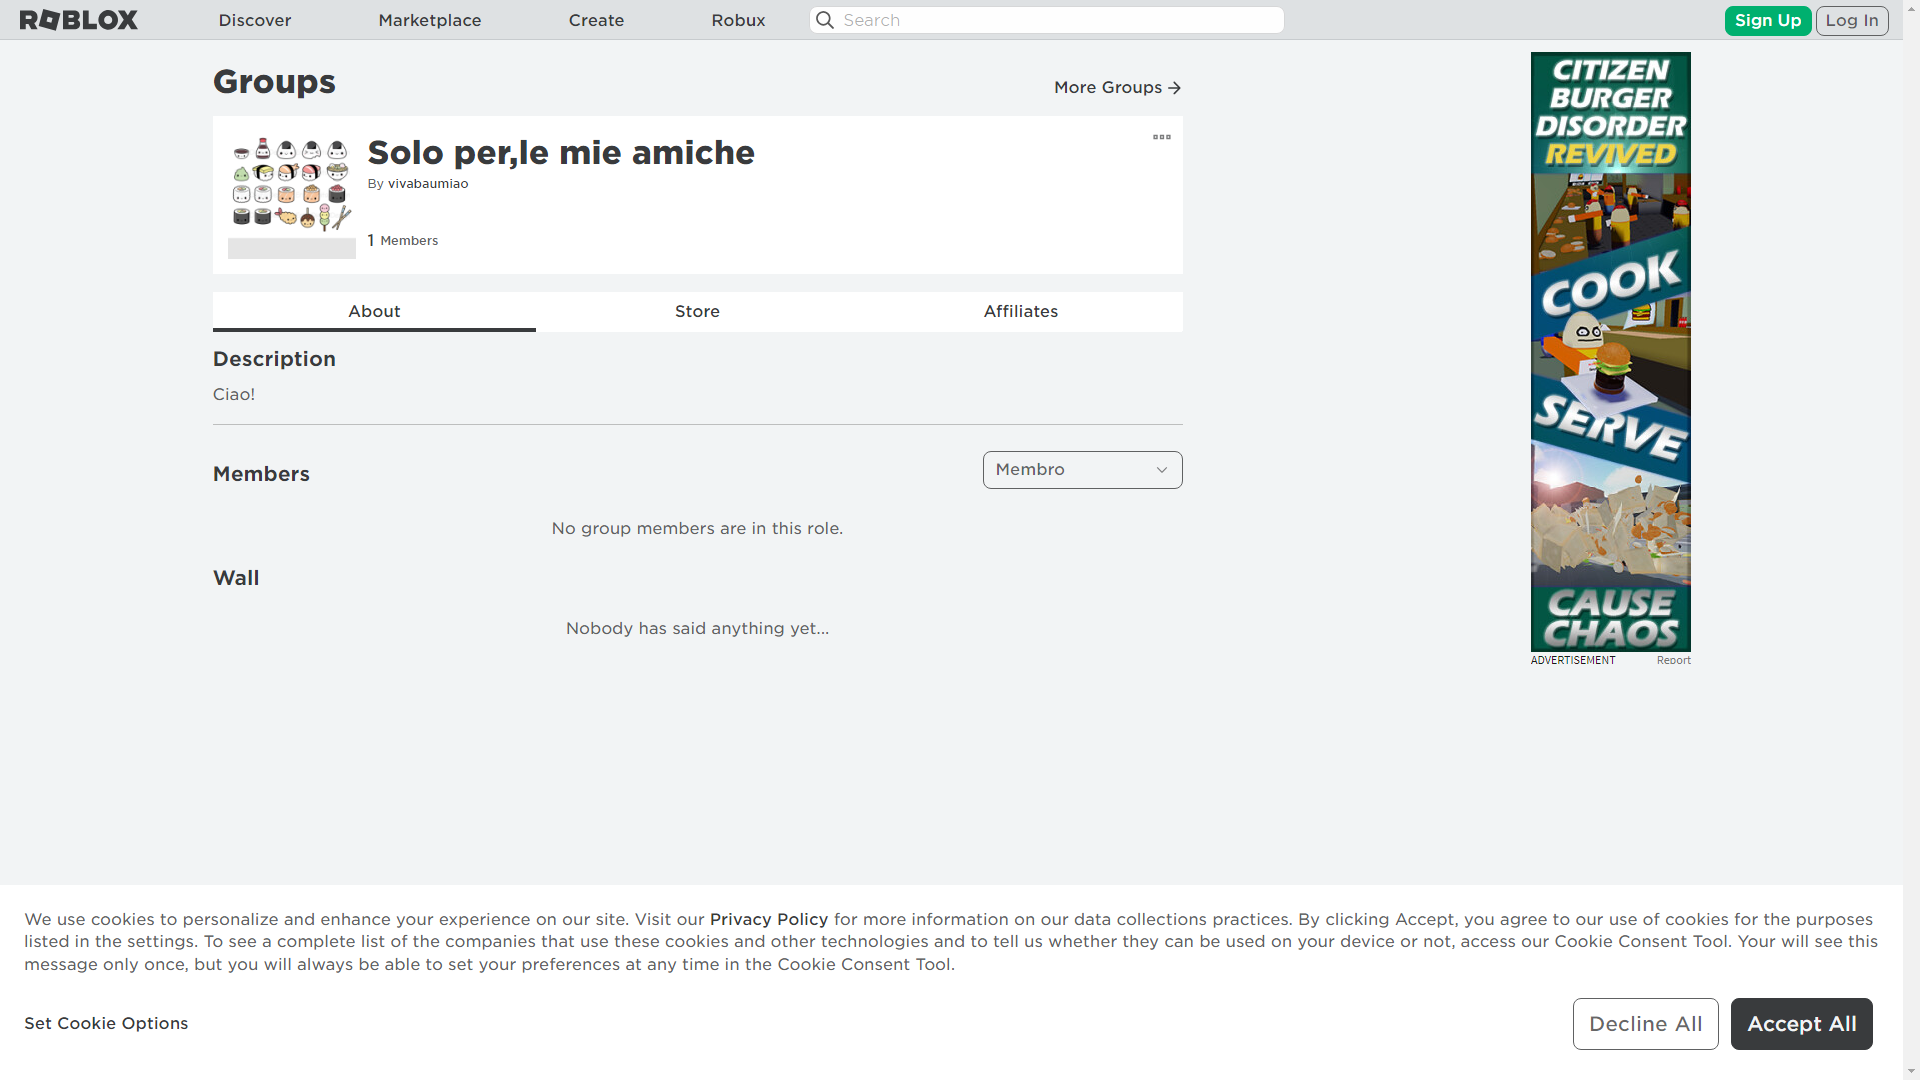 ROBLOX
Discover
Marketplace
Create
Robux
Search
Sign Up
Log In
Groups
More Groups
Solo per,le mie amiche
By vivabaumiao
1 Members
About
Store
Affiliates
Description
Ciao!
Members
Membro
No group members are in this role.
Wall
Nobody has said anything yet...
CITIZEN
BURGER
DISORDER
REVIVED
COOK
SERVE
CAUSE
CHAOS
ADVERTISEMENT
Report
We use cookies to personalize and enhance your experience on our site. Visit our Privacy Policy for more information on our data collections practices. By clicking Accept, you agree to our use of cookies for the purposes
listed in the settings. To see a complete list of the companies that use these cookies and other technologies and to tell us whether they can be used on your device or not, access our Cookie Consent Tool. Your will see this
message only once, but you will always be able to set your preferences at any time in the Cookie Consent Tool.
Set Cookie Options
Decline All
Accept All